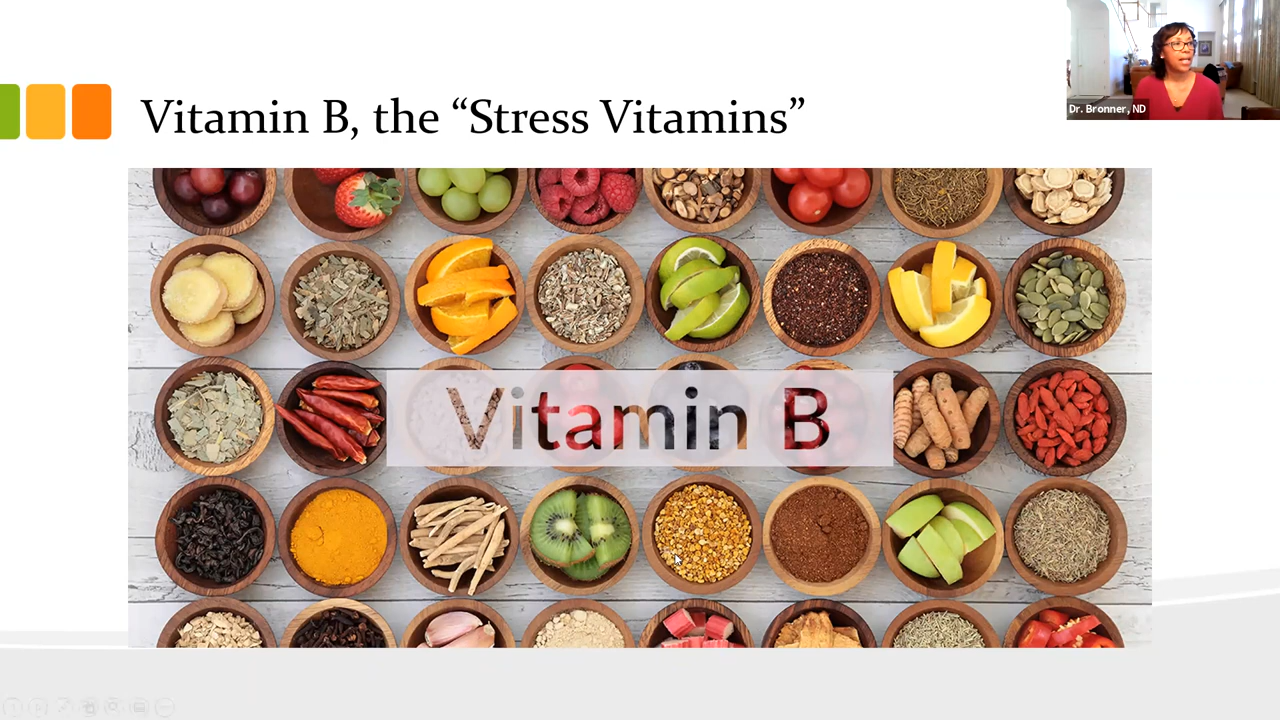 Vitamin B, the “Stress Vitamins”
Dr. Bronner, ND
Vitamin B